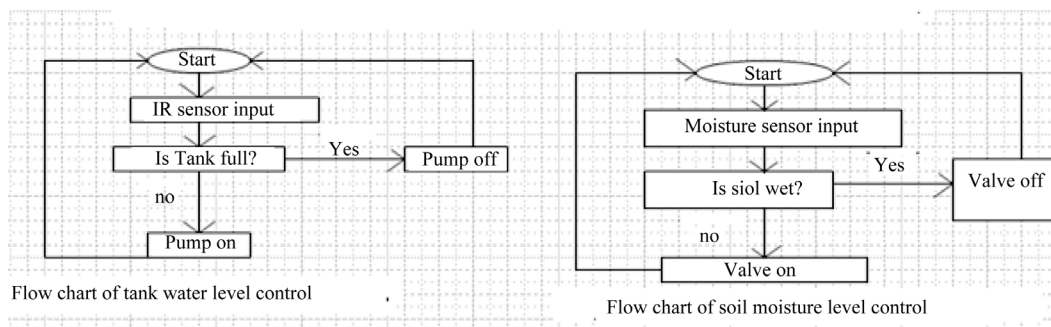 Start
IR sensor input
Is Tank full?
Yes
Pump off
no
Pump on
Flow chart of tank water level control
Start
Moisture sensor input
Is siol wet?
Yes
Valve off
no
Valve on
Flow chart of soil moisture level control